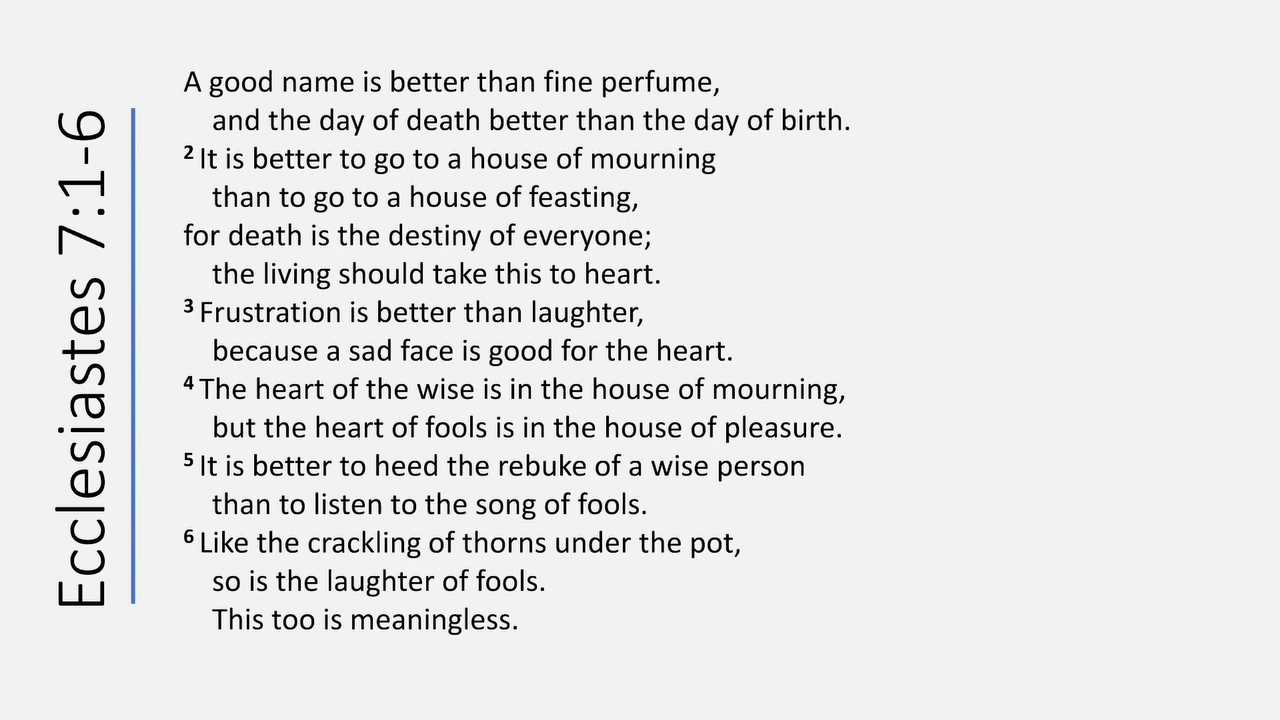 Ecclesiastes 7:1-6
A good name is better than fine perfume,
and the day of death better than the day of birth.
2 It is better to go to a house of mourning
than to go to a house of feasting,
for death is the destiny of everyone;
the living should take this to heart.
3 Frustration is better than laughter,
because a sad face is good for the heart.
4 The heart of the wise is in the house of mourning,
but the heart of fools is in the house of pleasure.
5 It is better to heed the rebuke of a wise person
than to listen to the song of fools.
6 Like the crackling of thorns under the pot,
so is the laughter of fools.
This too is meaningless.